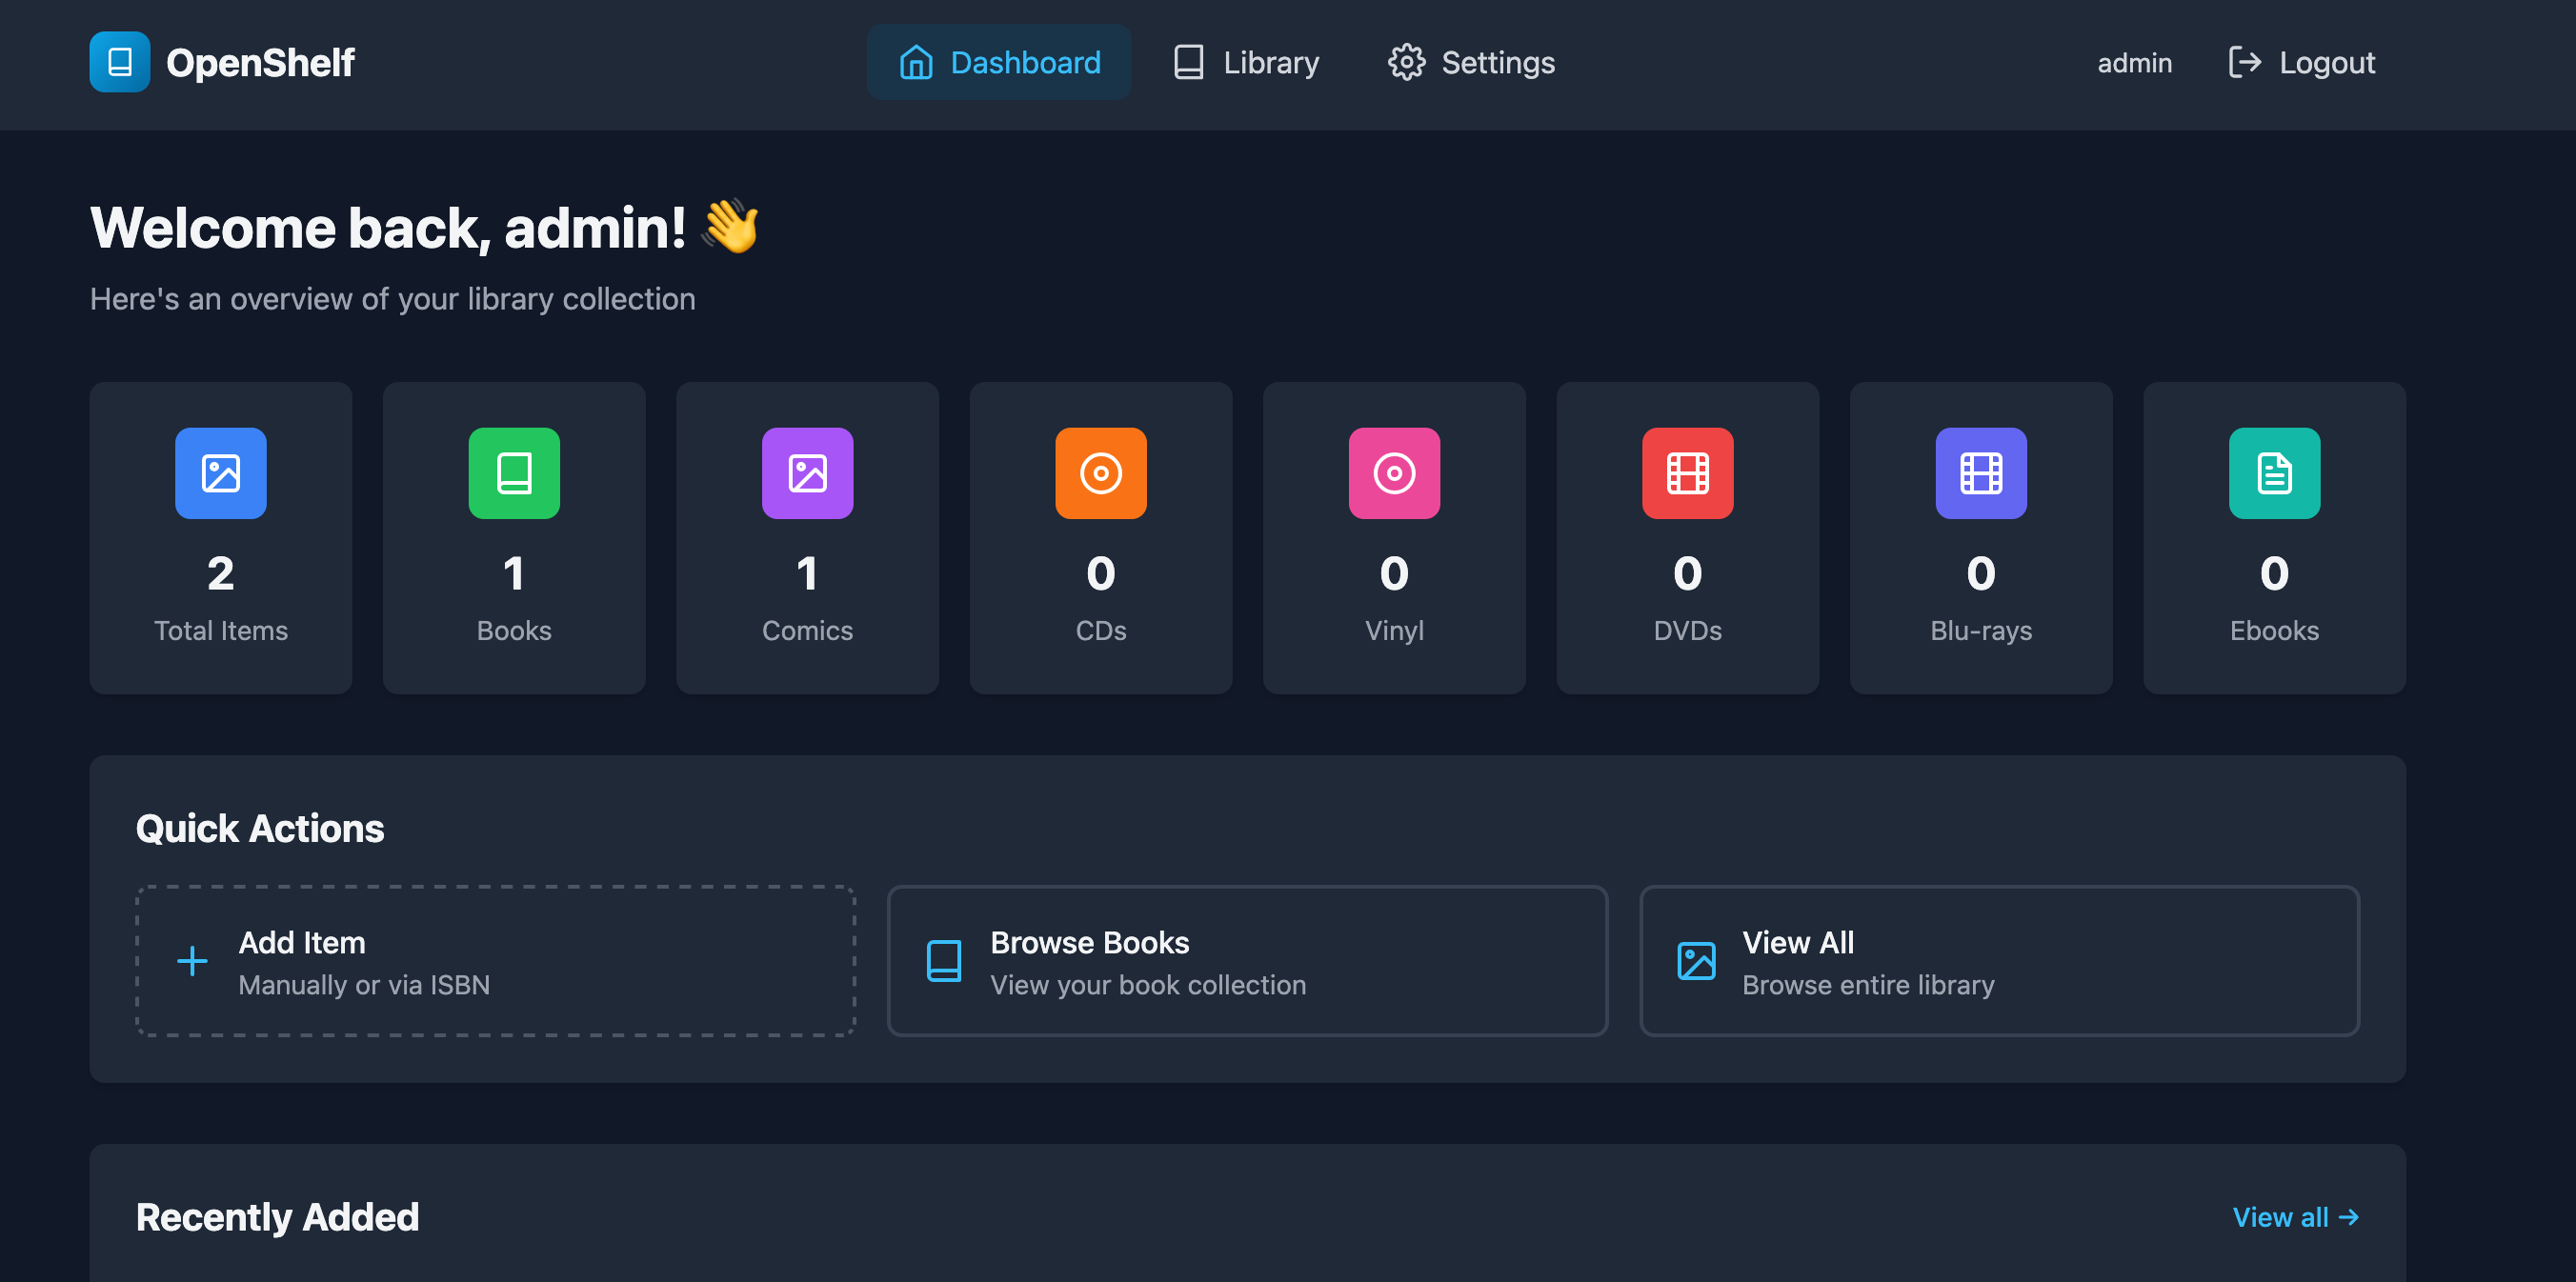 OpenShelf
Dashboard
Library
Settings
admin
Logout
Welcome back, admin! 👋
Here's an overview of your library collection
2
Total Items
1
Books
1
Comics
0
CDs
0
Vinyl
0
DVDs
0
Blu-rays
0
Ebooks
Quick Actions
Add Item
Manually or via ISBN
Browse Books
View your book collection
View All
Browse entire library
Recently Added
View all →